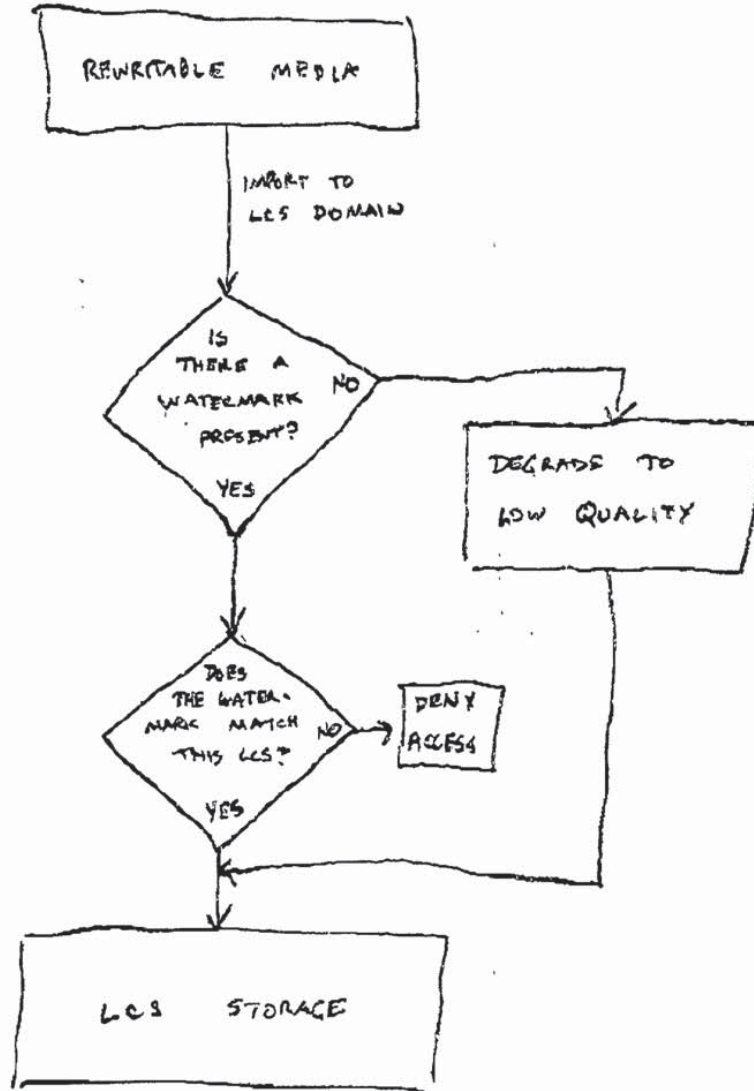 REWRITABLE MEDIA
IMPORT TO
LCS DOMAIN
IS
THERE A
WATERMARK
PRESENT?
NO
YES
DEGRADE TO
LOW QUALITY
DOES
THE WATER-
MARK MATCH
THIS LCS?
NO
YES
DENY
ACCESS
LCS STORAGE